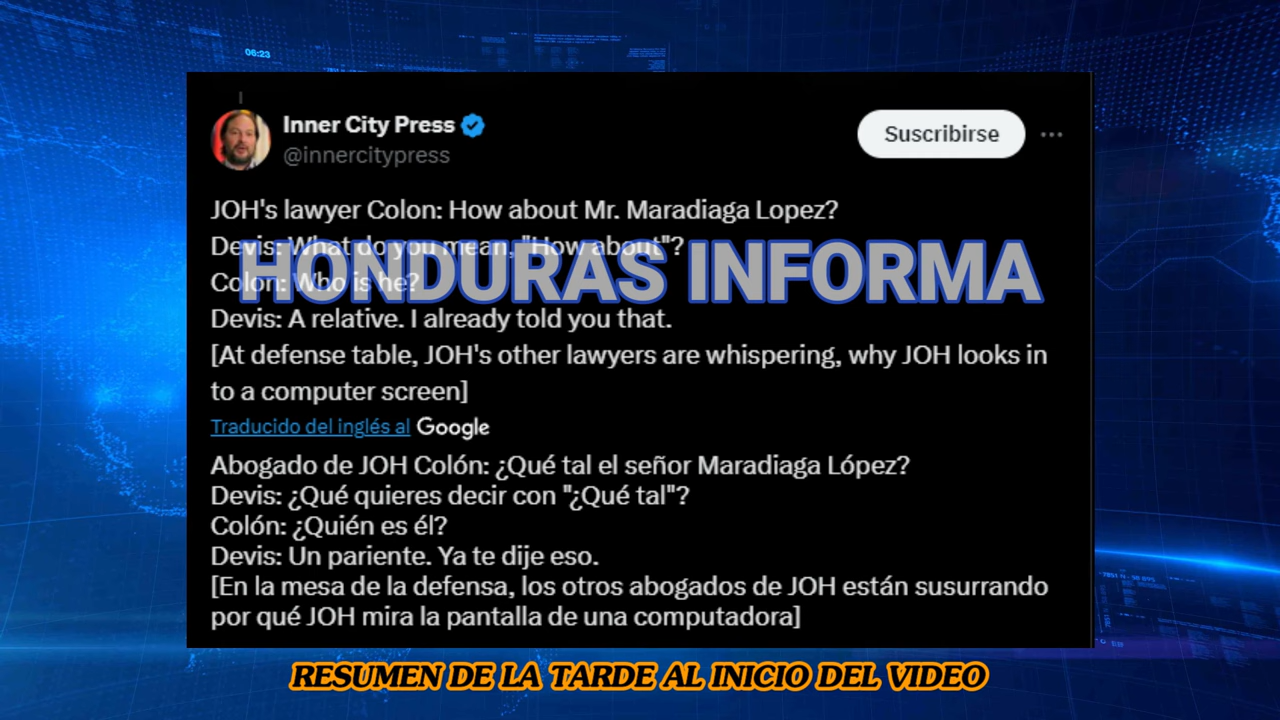 06:23
Inner City Press
@innercitypress
Suscribirse
JOH's lawyer Colon: How about Mr. Maradiaga Lopez?
Devis: What do you mean, "How about"?
HONDURAS INFORMA
Colon: Who is he?
Devis: A relative. I already told you that.
[At defense table, JOH's other lawyers are whispering, why JOH looks in
to a computer screen]
Traducido del inglés al Google
Abogado de JOH Colón: ¿Qué tal el señor Maradiaga López?
Devis: ¿Qué quieres decir con "¿Qué tal"?
Colón: ¿Quién es él?
Devis: Un pariente. Ya te dije eso.
[En la mesa de la defensa, los otros abogados de JOH están susurrando
por qué JOH mira la pantalla de una computadora]
RESUMEN DE LA TARDE AL INICIO DEL VIDEO